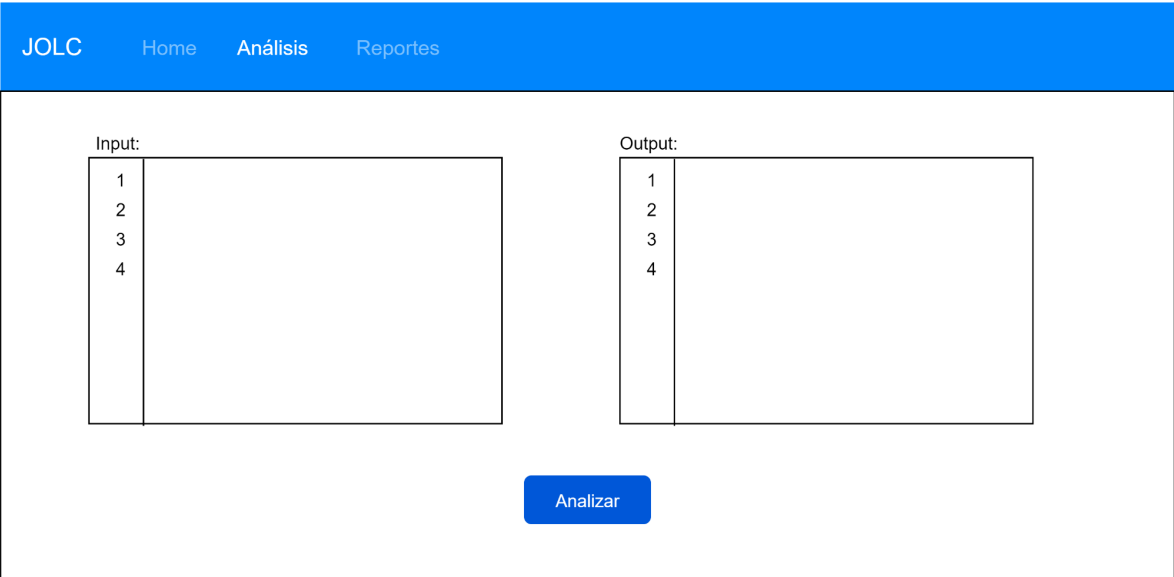 JOLC Home Análisis Reportes
Input:
1
2
3
4
Output:
1
2
3
4
Analizar